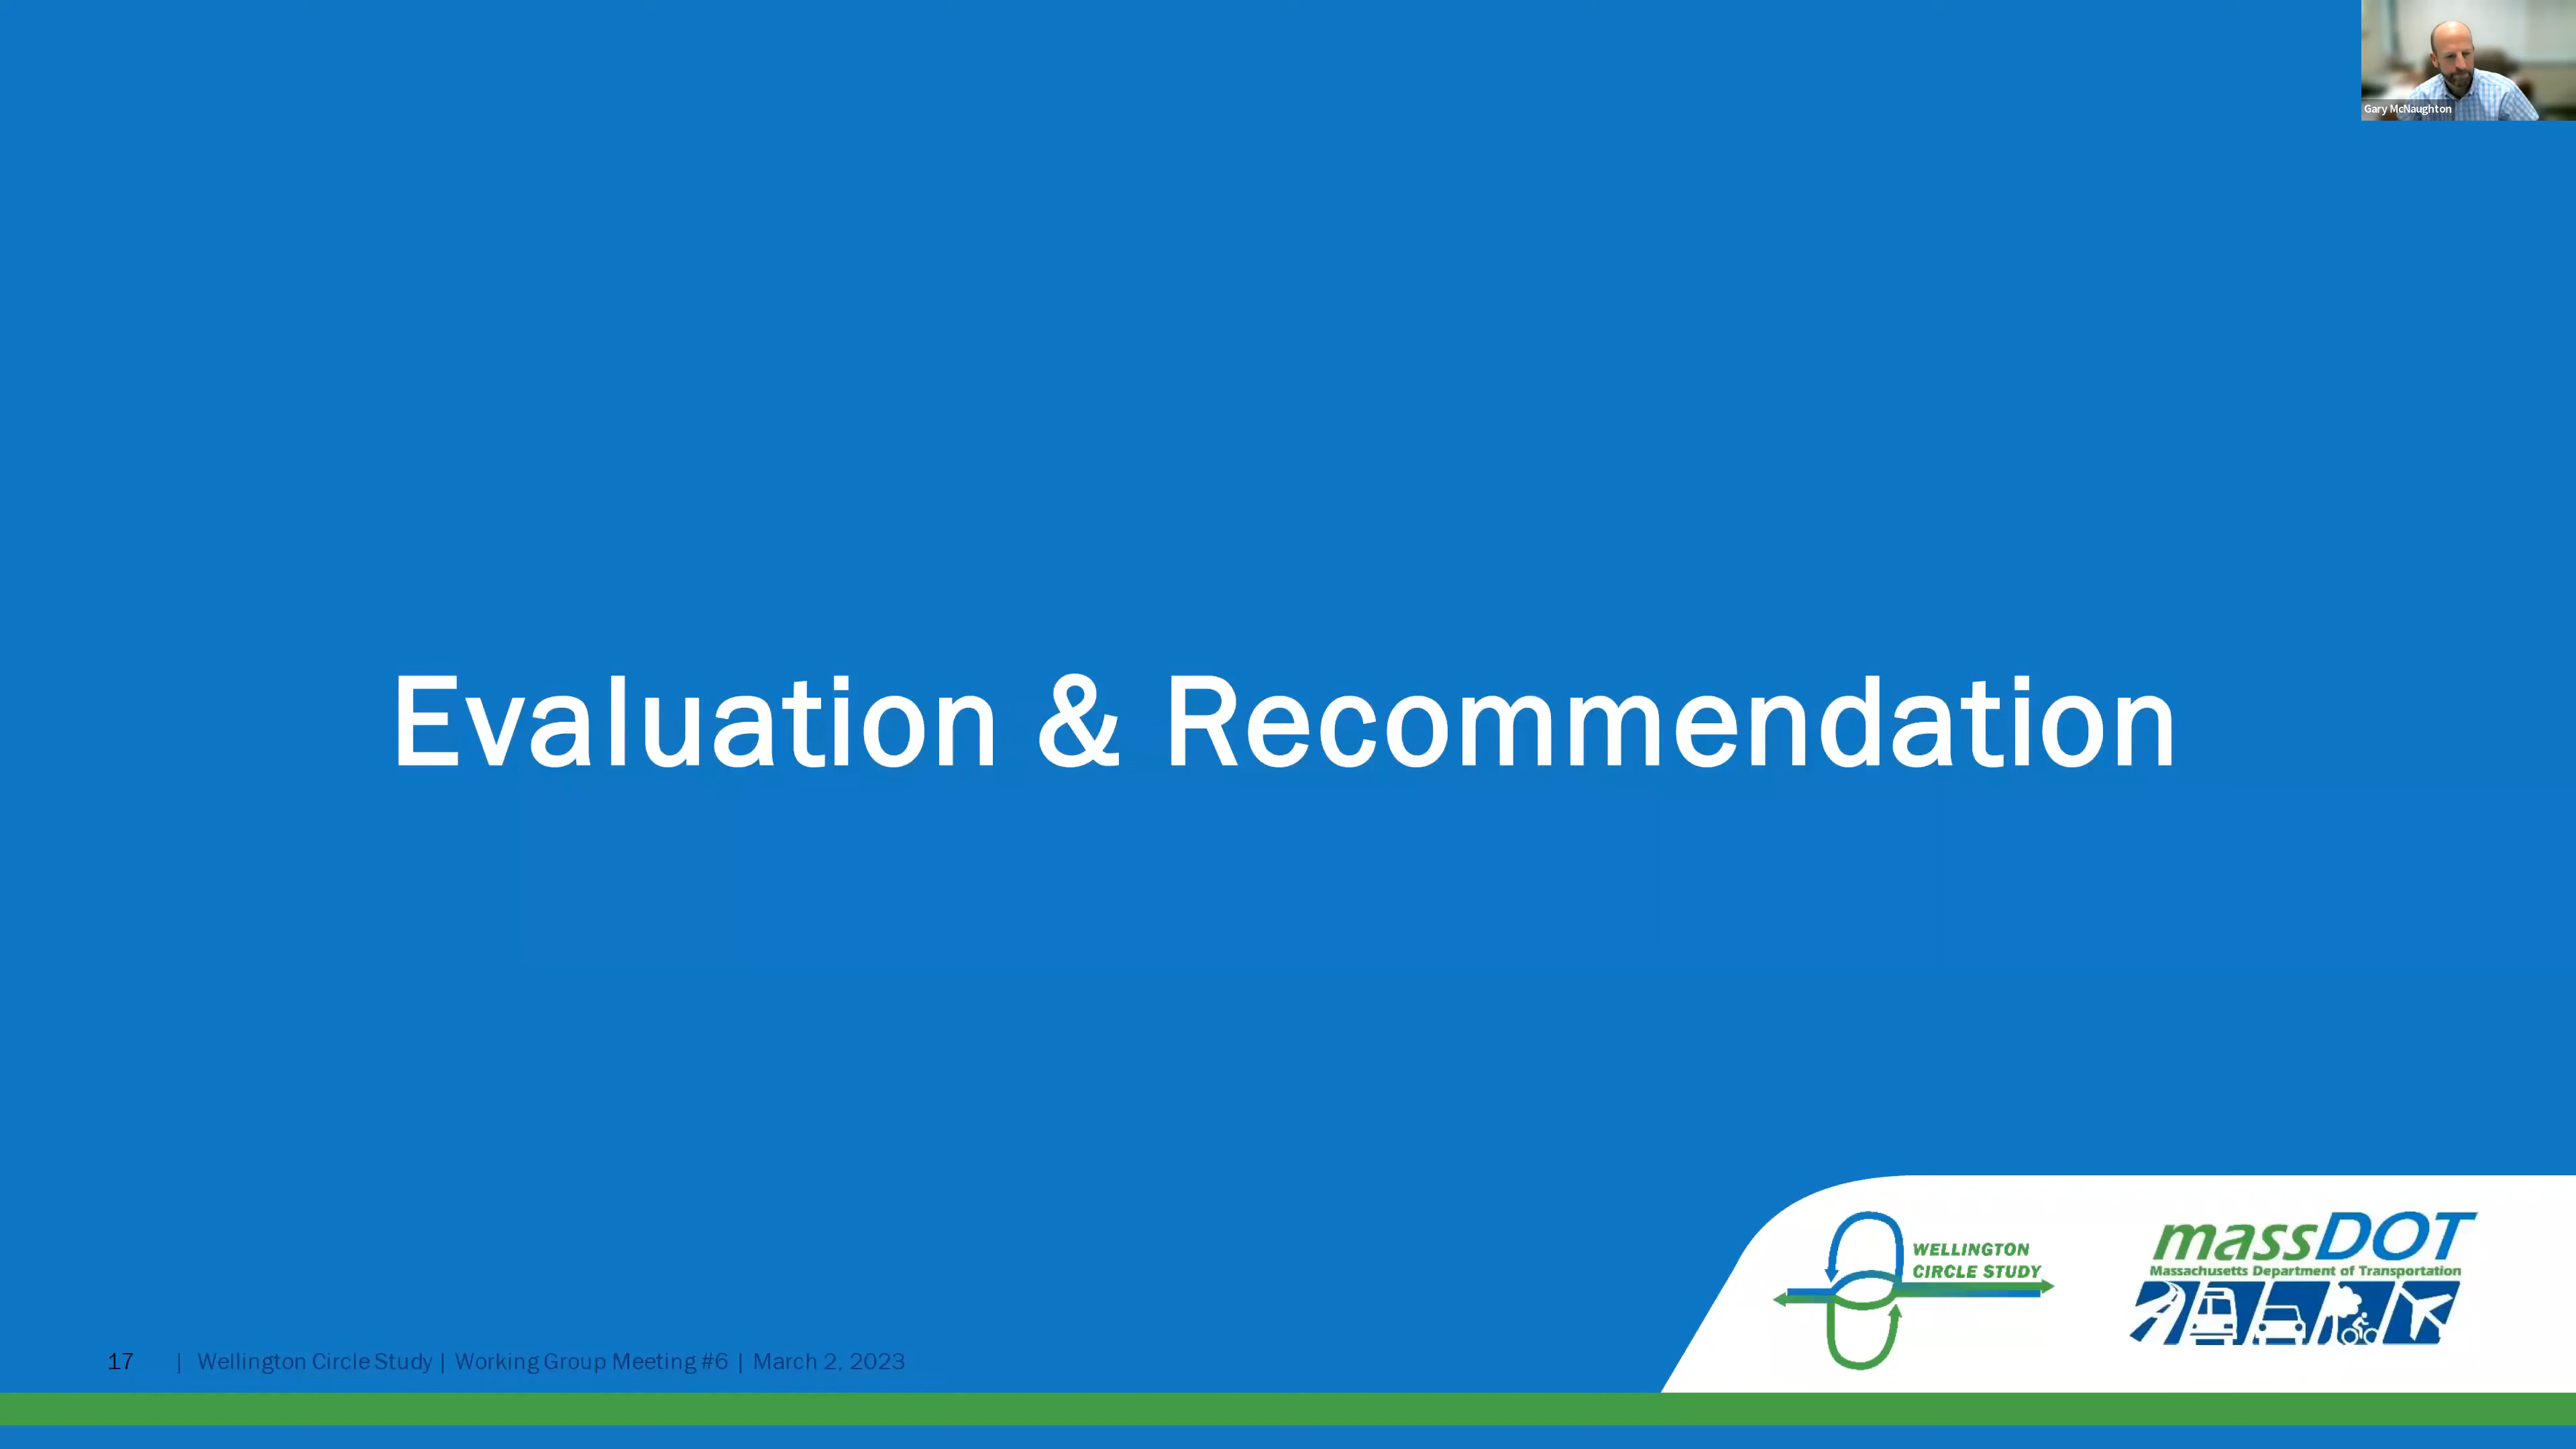 Gary McNaughton
Evaluation & Recommendation
WELLINGTON
CIRCLE STUDY
massDOT
Massachusetts Department of Transportation
17 | Wellington Circle Study | Working Group Meeting #6 | March 2, 2023